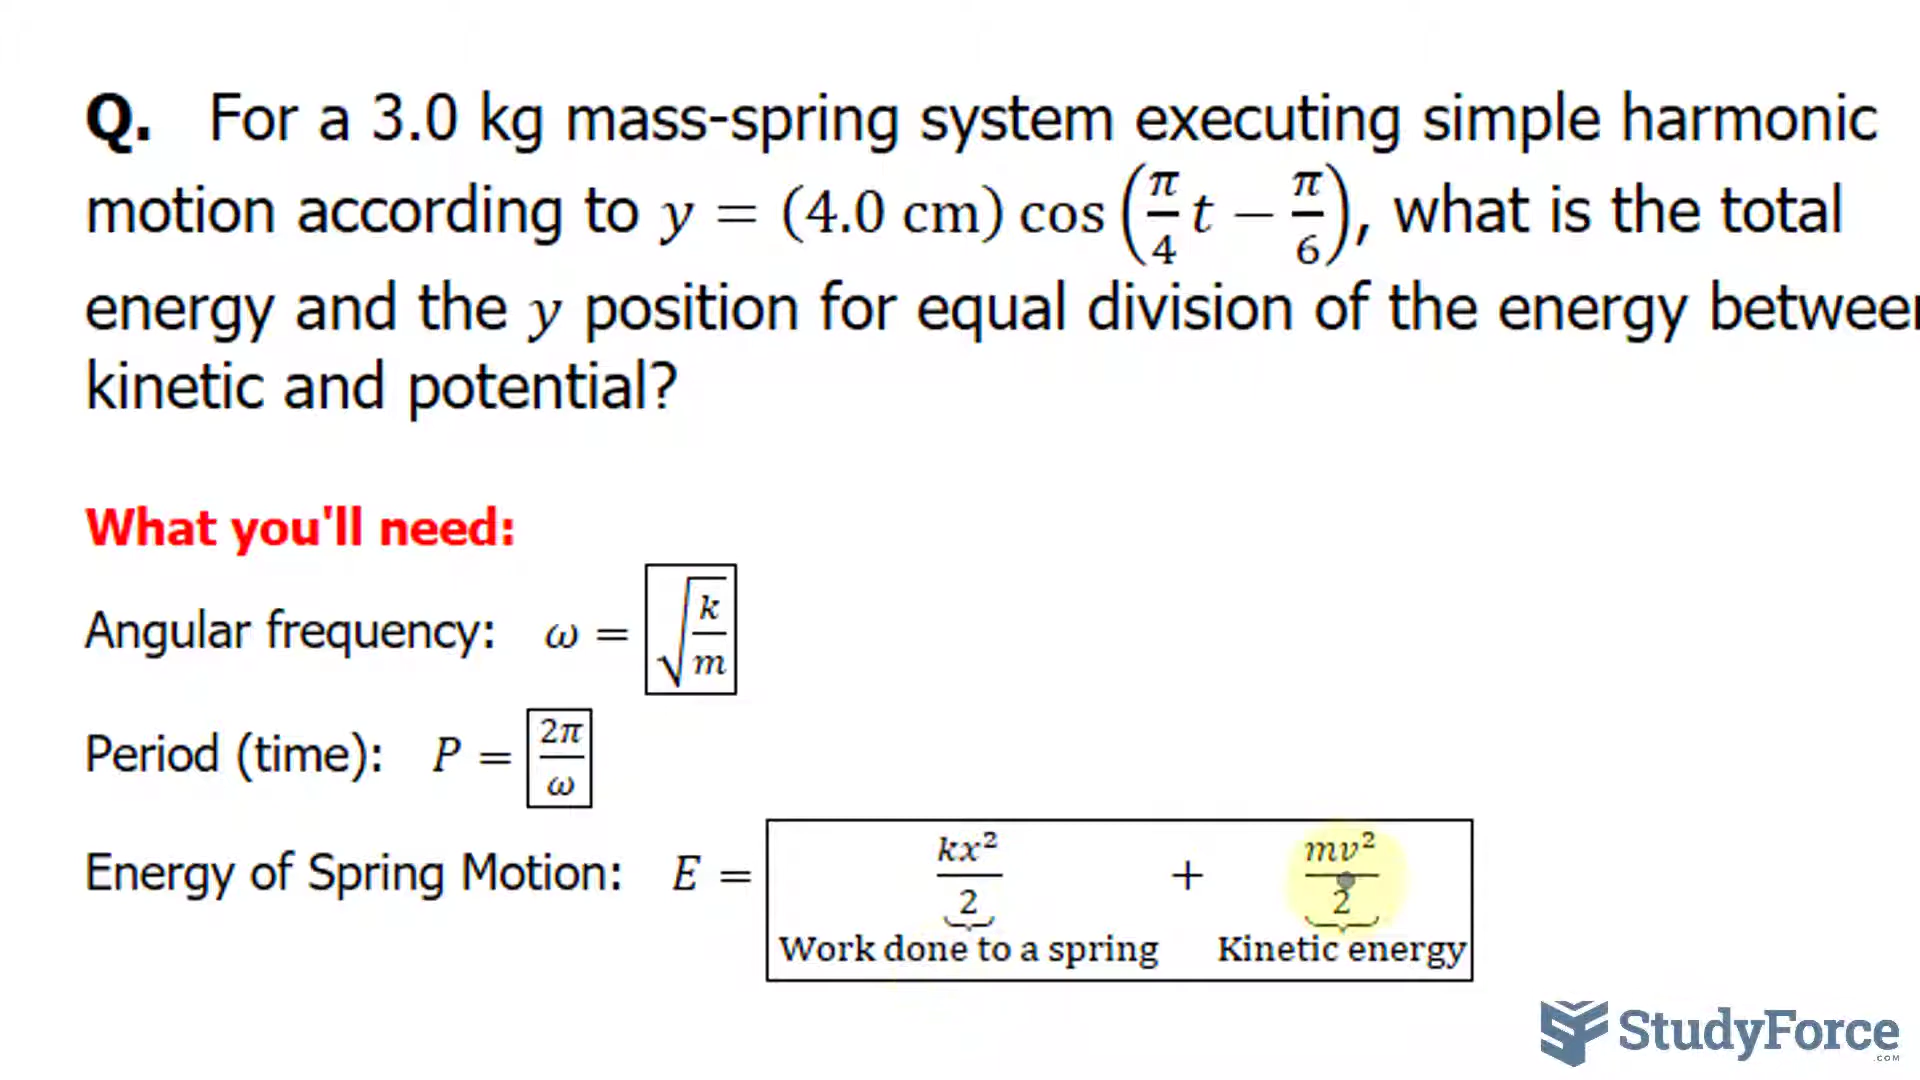 Q. For a 3.0 kg mass-spring system executing simple harmonic
motion according to y = (4.0 cm) cos (π/4 t − π/6), what is the total
energy and the y position for equal division of the energy between
kinetic and potential?
What you'll need:
Angular frequency: ω = √(k/m)
Period (time): P = 2π/ω
Energy of Spring Motion: E = kx²/2 + mv²/2
Work done to a spring Kinetic energy
StudyForce
.COM